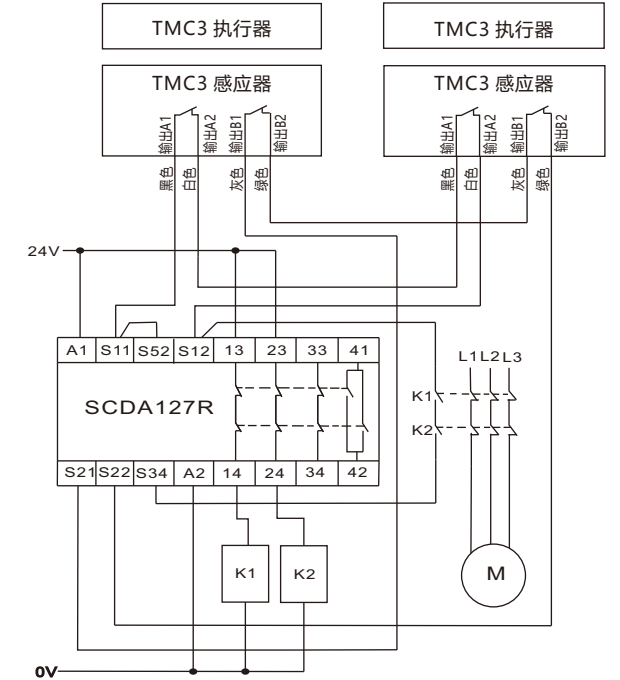 TMC3 执行器 TMC3 执行器
TMC3 感应器 TMC3 感应器
输出A1 输出A2 输出B1 输出B2 输出A1 输出A2 输出B1 输出B2
黑色 白色 灰色 绿色 黑色 白色 灰色 绿色
24V
A1 S11 S52 S12 13 23 33 41
L1 L2 L3
K1
SCDA127R
K2
S21 S22 S34 A2 14 24 34 42
K1 K2 M
0V